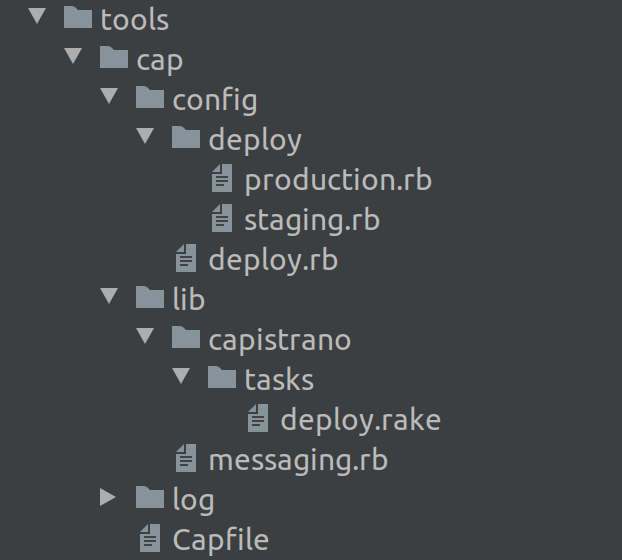 tools
cap
config
deploy
production.rb
staging.rb
deploy.rb
lib
capistrano
tasks
deploy.rake
messaging.rb
log
Capfile